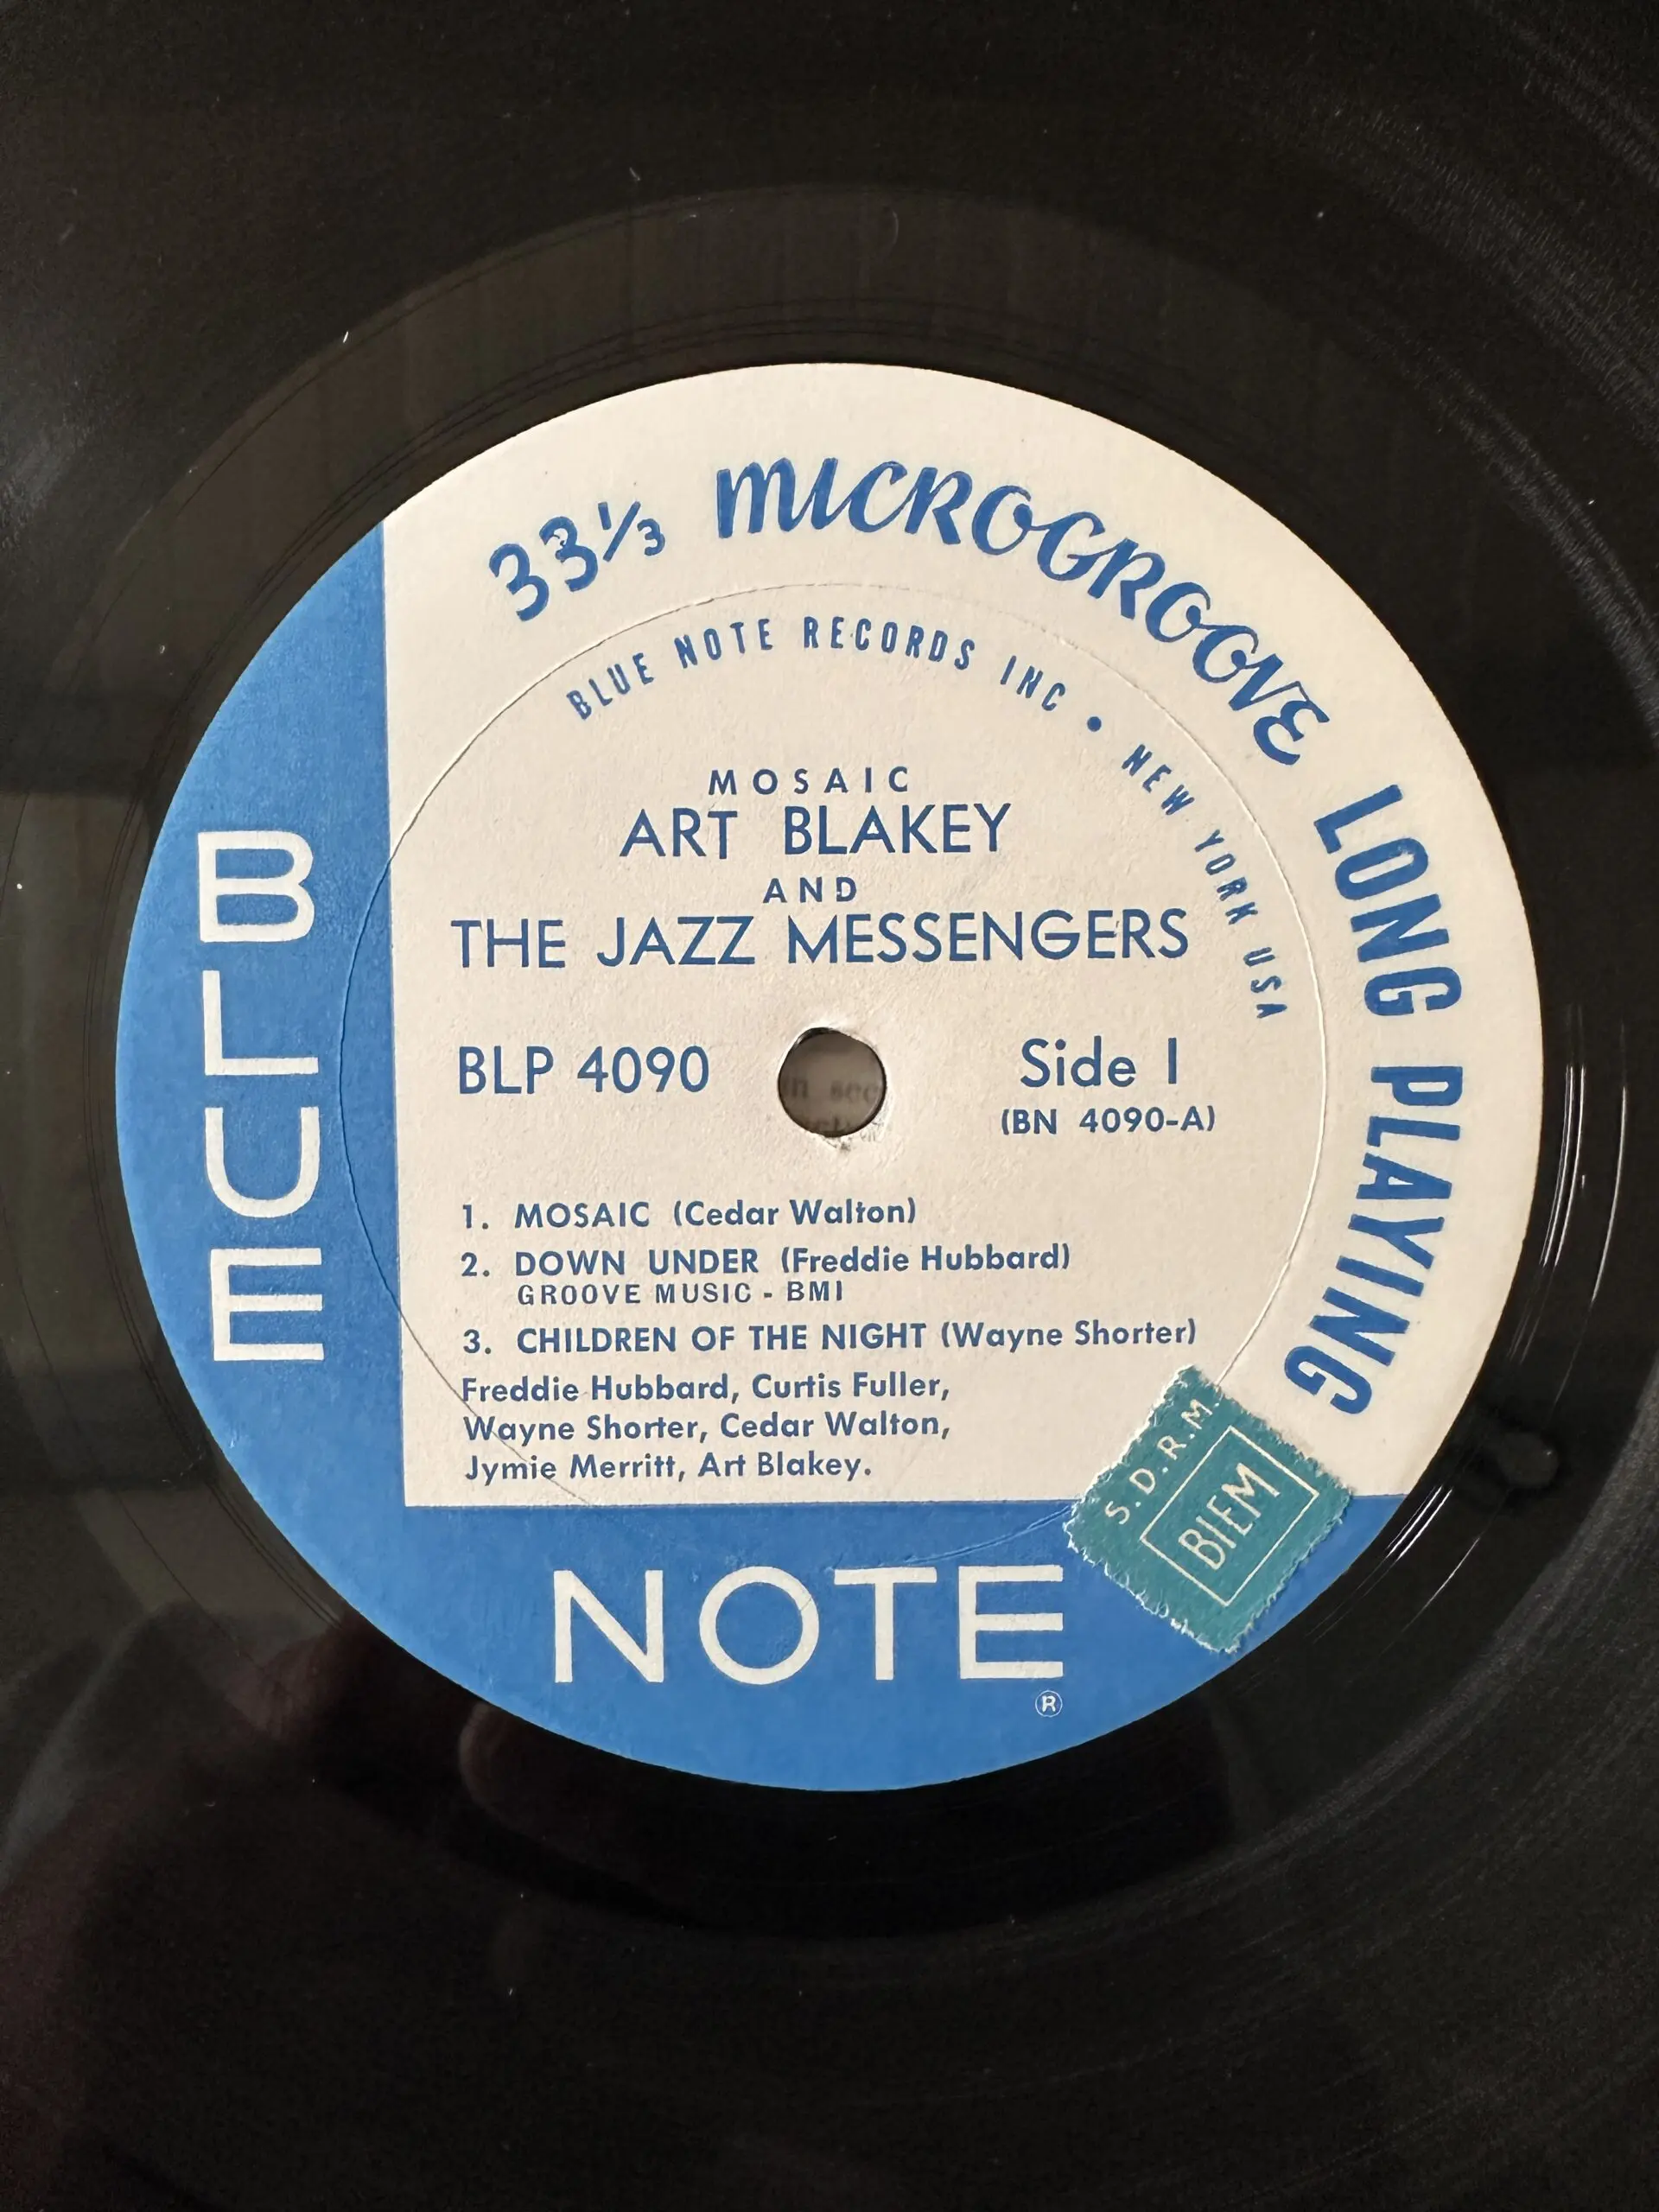 33⅓ MICROGROOVE LONG PLAYING
BLUE NOTE RECORDS INC • NEW YORK USA
MOSAIC
ART BLAKEY
AND
THE JAZZ MESSENGERS
BLP 4090
Side 1
(BN 4090-A)
1. MOSAIC (Cedar Walton)
2. DOWN UNDER (Freddie Hubbard)
GROOVE MUSIC - BMI
3. CHILDREN OF THE NIGHT (Wayne Shorter)
Freddie Hubbard, Curtis Fuller,
Wayne Shorter, Cedar Walton,
Jymie Merritt, Art Blakey.
BLUE
NOTE
®
S.D.R.M.
BIEM